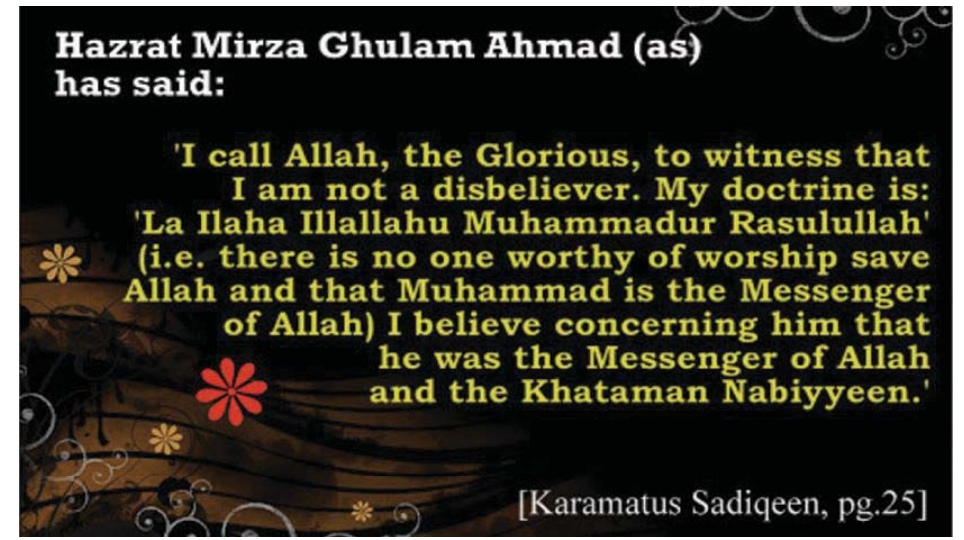 Hazrat Mirza Ghulam Ahmad (as)
has said:
'I call Allah, the Glorious, to witness that
I am not a disbeliever. My doctrine is:
'La Ilaha Illallahu Muhammadur Rasulullah'
(i.e. there is no one worthy of worship save
Allah and that Muhammad is the Messenger
of Allah) I believe concerning him that
he was the Messenger of Allah
and the Khataman Nabiyyeen.'
[Karamatus Sadiqeen, pg.25]